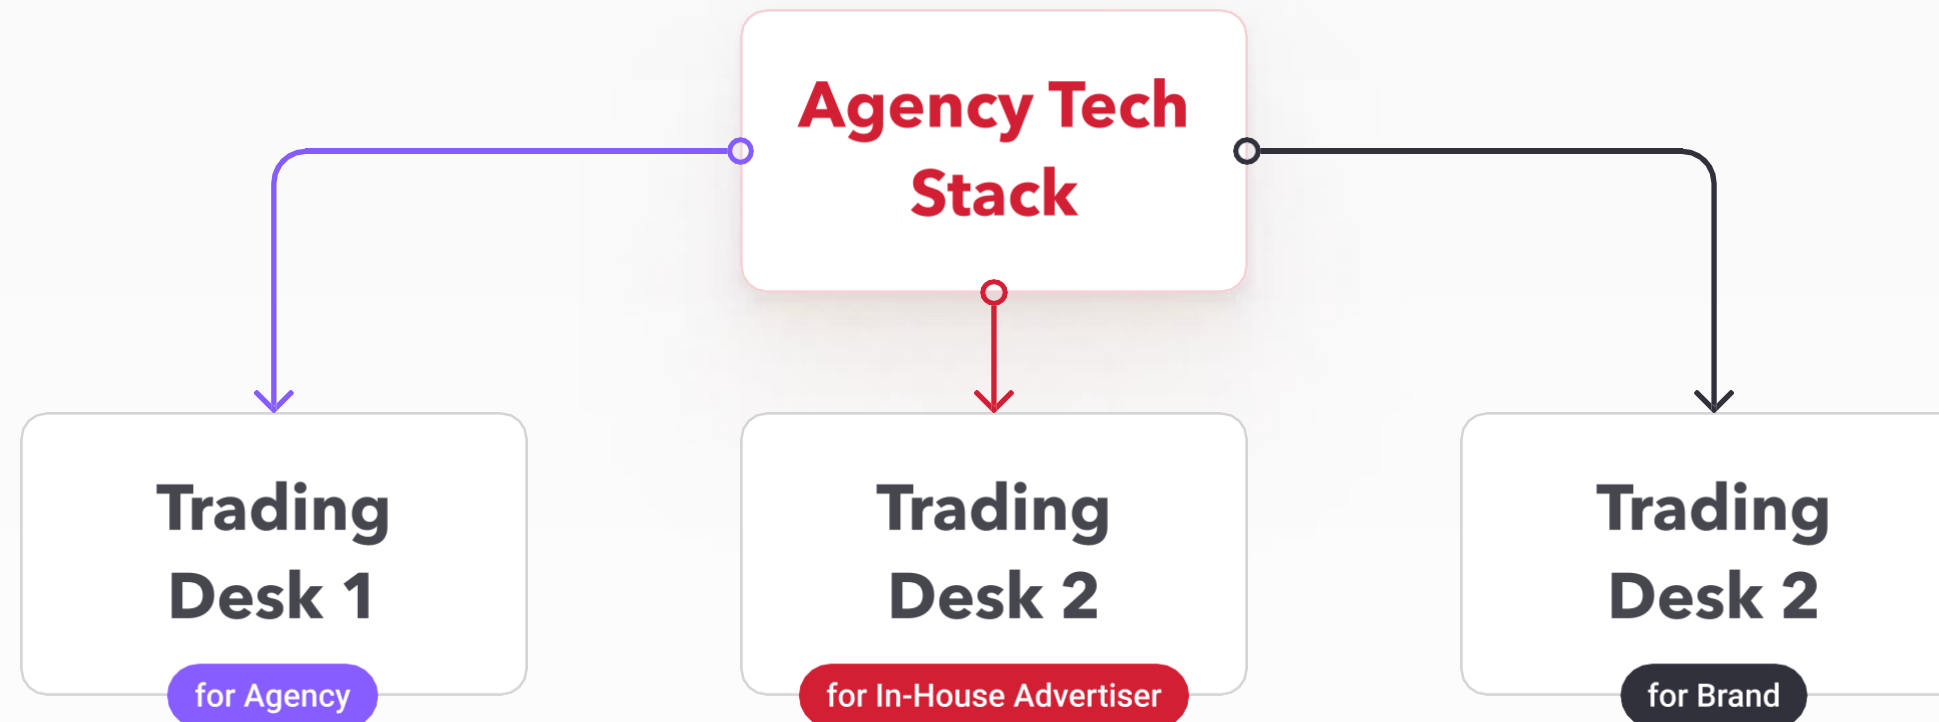 Agency Tech
Stack
Trading
Desk 1
for Agency
Trading
Desk 2
for In-House Advertiser
Trading
Desk 2
for Brand